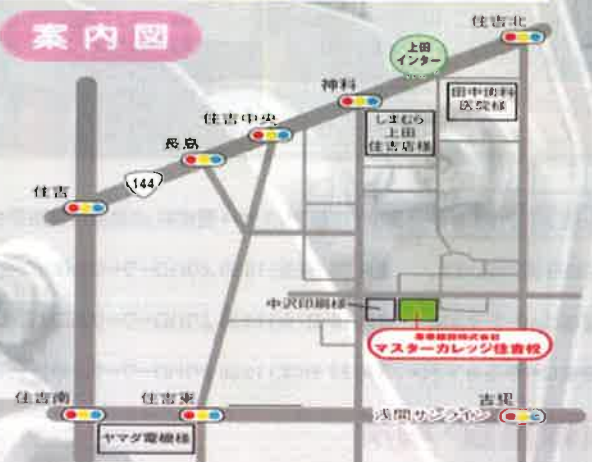 案内図
住吉北
上田
インター
神科
田中眼科
医院様
しまむら
上田
住吉店様
住吉中央
長島
144
住吉
中沢印刷様
マスターカレッジ住吉校
住吉南
住吉東
浅間サンライン
吉里
ヤマダ電機様